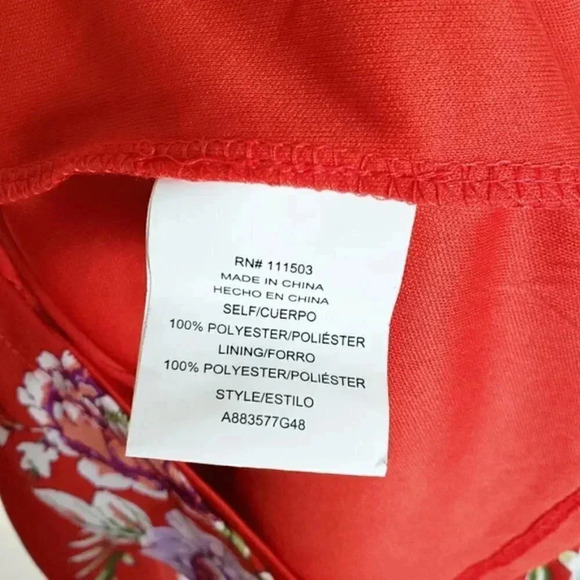 RN# 111503
MADE IN CHINA
HECHO EN CHINA
SELF/CUERPO
100% POLYESTER/POLIÉSTER
LINING/FORRO
100% POLYESTER/POLIÉSTER
STYLE/ESTILO
A883577G48